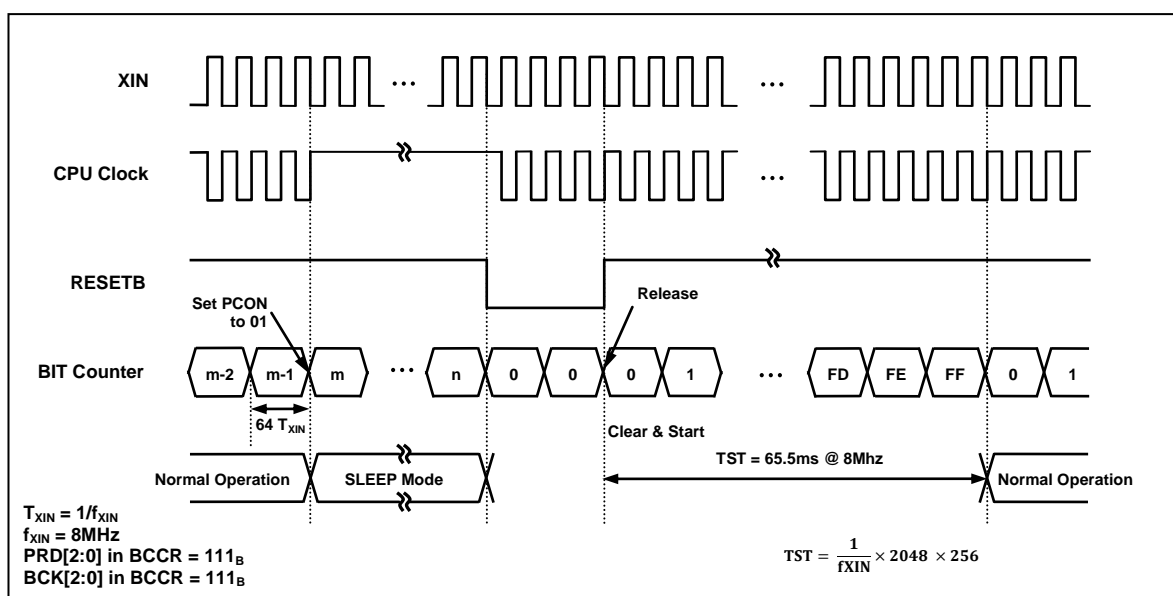 XIN
...
...
CPU Clock
...
RESETB
Set PCON
to 01
Release
BIT Counter
m-2 m-1 m ... n 0 0 0 1 ... FD FE FF 0 1
64 TXIN
Clear & Start
TST = 65.5ms @ 8Mhz
Normal Operation SLEEP Mode Normal Operation
TXIN = 1/fXIN
fXIN = 8MHz
PRD[2:0] in BCCR = 111B
BCK[2:0] in BCCR = 111B
TST = 1/fXIN × 2048 × 256